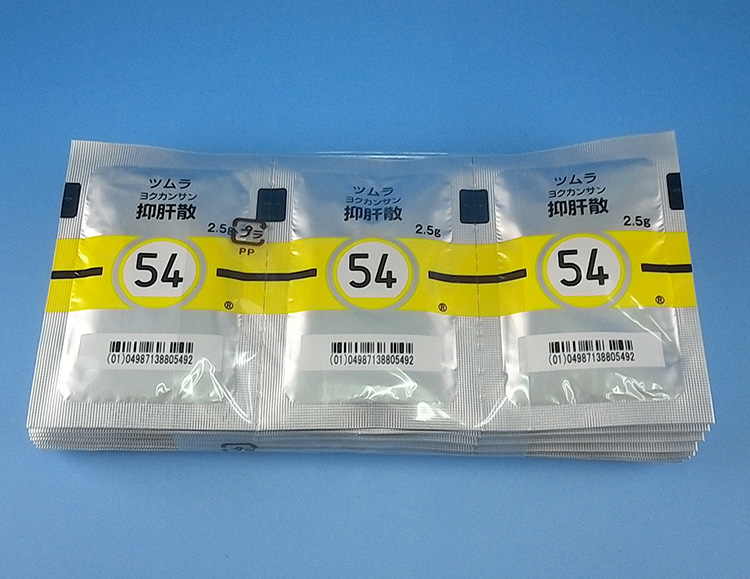 ツムラ
ヨクカンサン
抑肝散
2.5g
54
®
(01)04987138805492
プラ
PP
ツムラ
ヨクカンサン
抑肝散
2.5g
54
®
(01)04987138805492
ツムラ
ヨクカンサン
抑肝散
2.5g
54
®
(01)04987138805492